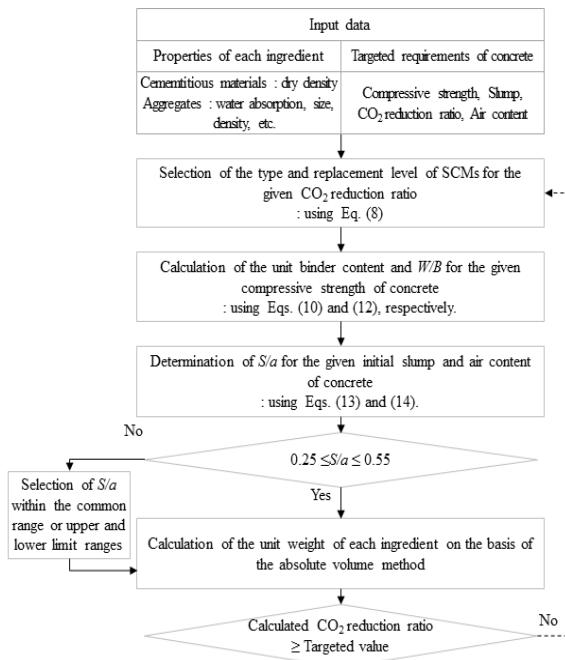 Input data
Properties of each ingredient
Targeted requirements of concrete
Cementitious materials : dry density
Aggregates : water absorption, size,
density, etc.
Compressive strength, Slump,
CO2 reduction ratio, Air content
Selection of the type and replacement level of SCMs for the
given CO2 reduction ratio
: using Eq. (8)
Calculation of the unit binder content and W/B for the given
compressive strength of concrete
: using Eqs. (10) and (12), respectively.
Determination of S/a for the given initial slump and air content
of concrete
: using Eqs. (13) and (14).
No
0.25 ≤S/a ≤ 0.55
Selection of S/a
within the common
range or upper and
lower limit ranges
Yes
Calculation of the unit weight of each ingredient on the basis of
the absolute volume method
Calculated CO2 reduction ratio
≥ Targeted value
No